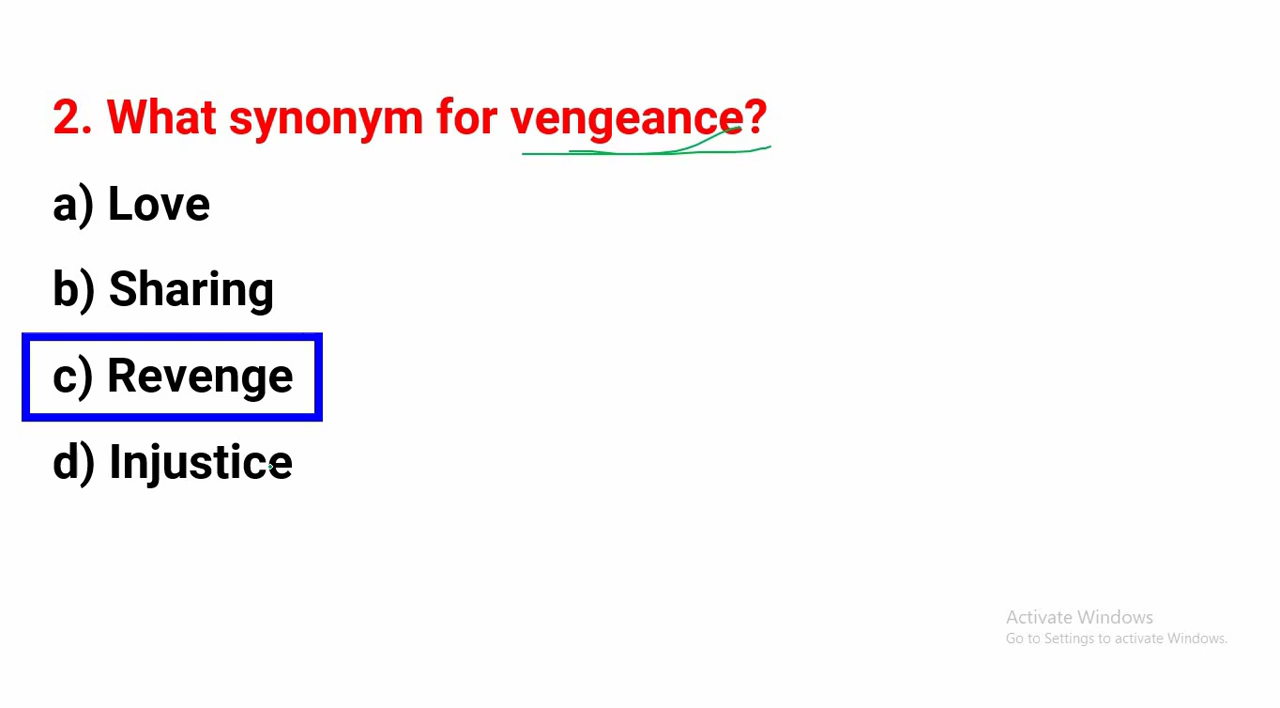 2. What synonym for vengeance?
a) Love
b) Sharing
c) Revenge
d) Injustice
Activate Windows
Go to Settings to activate Windows.